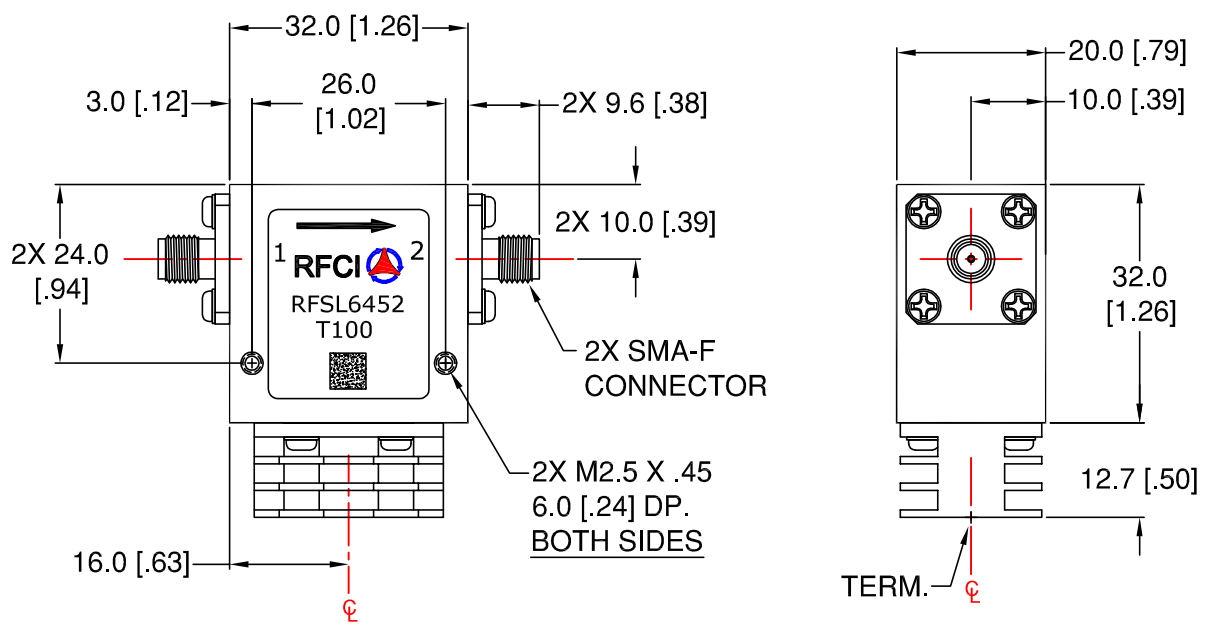 32.0 [1.26]
3.0 [.12]
26.0
[1.02]
2X 9.6 [.38]
2X 10.0 [.39]
2X 24.0
[.94]
1
2
RFCI
RFSL6452
T100
2X SMA-F
CONNECTOR
2X M2.5 X .45
6.0 [.24] DP.
BOTH SIDES
16.0 [.63]
℄
20.0 [.79]
10.0 [.39]
32.0
[1.26]
12.7 [.50]
TERM.
℄